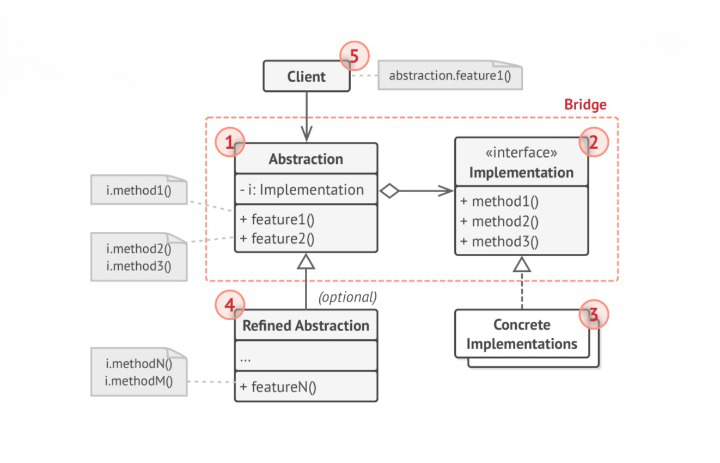 5
Client
abstraction.feature1()
Bridge
1
Abstraction
- i: Implementation
+ feature1()
+ feature2()
2
«interface»
Implementation
+ method1()
+ method2()
+ method3()
i.method1()
i.method2()
i.method3()
(optional)
4
Refined Abstraction
...
+ featureN()
3
Concrete
Implementations
i.methodN()
i.methodM()